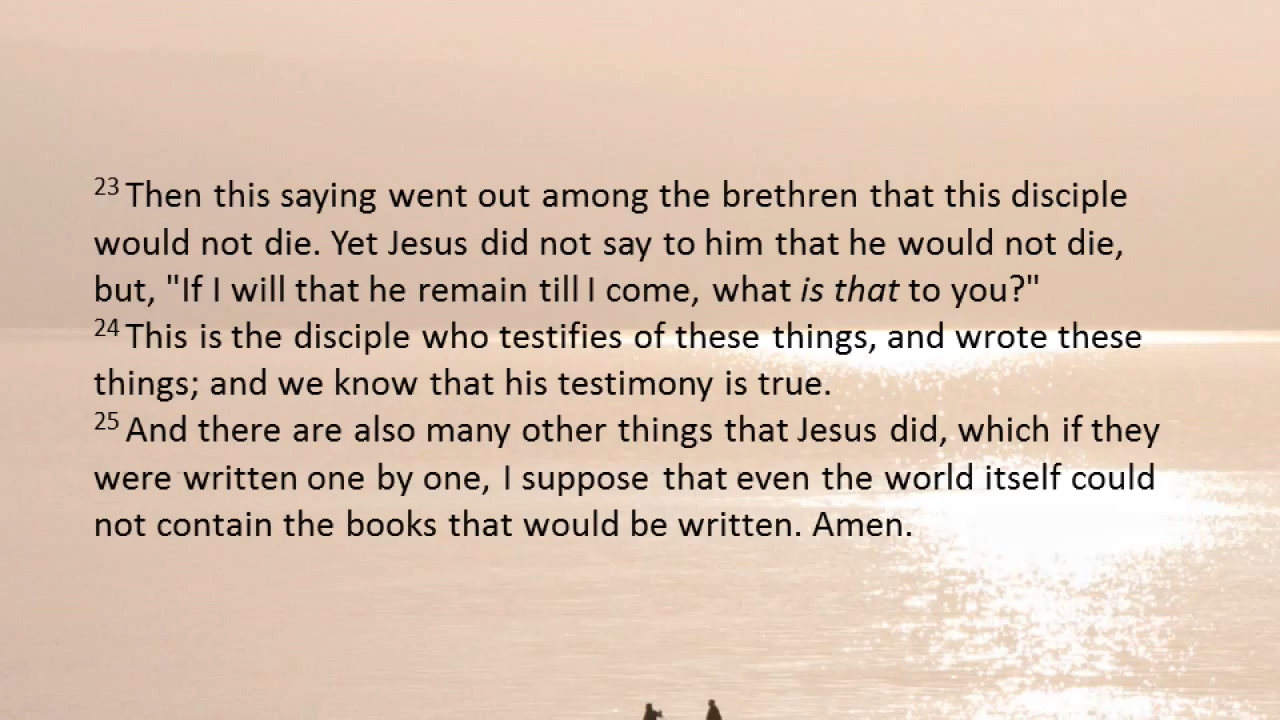 23 Then this saying went out among the brethren that this disciple
would not die. Yet Jesus did not say to him that he would not die,
but, "If I will that he remain till I come, what is that to you?"
24 This is the disciple who testifies of these things, and wrote these
things; and we know that his testimony is true.
25 And there are also many other things that Jesus did, which if they
were written one by one, I suppose that even the world itself could
not contain the books that would be written. Amen.